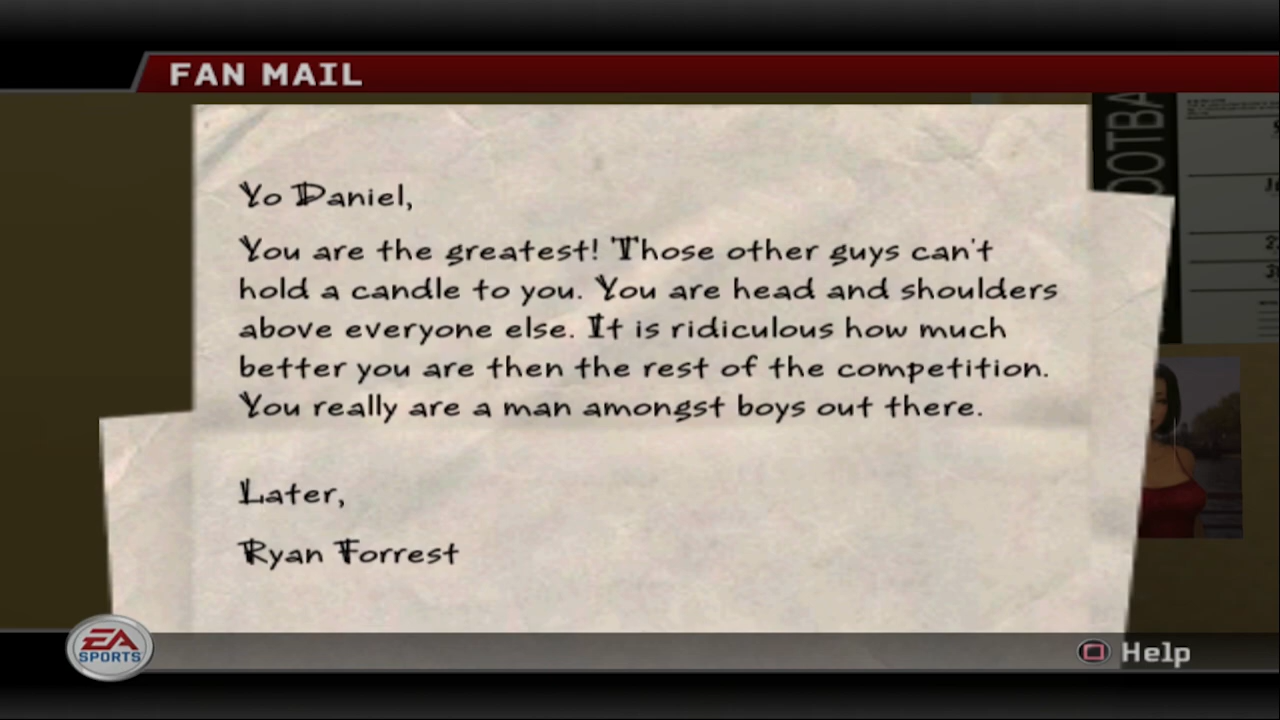 FAN MAIL
OOTBA
Yo Daniel,
You are the greatest! Those other guys can't
hold a candle to you. You are head and shoulders
above everyone else. It is ridiculous how much
better you are then the rest of the competition.
You really are a man amongst boys out there.
Later,
Ryan Forrest
EA
SPORTS
Help